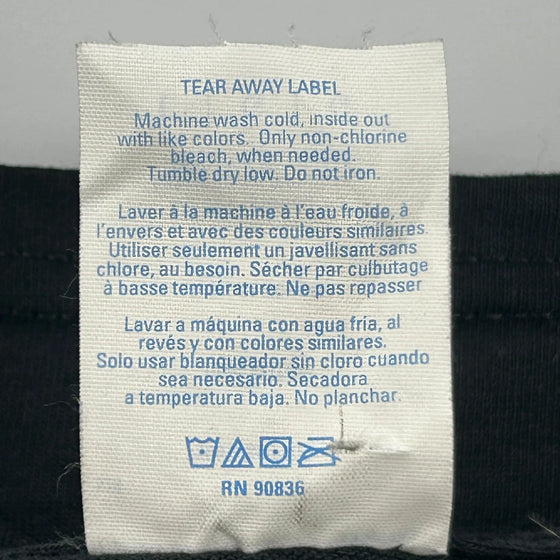 TEAR AWAY LABEL
Machine wash cold, inside out
with like colors. Only non-chlorine
bleach, when needed.
Tumble dry low. Do not iron.
Laver à la machine à l'eau froide, à
l'envers et avec des couleurs similaires.
Utiliser seulement un javellisant sans
chlore, au besoin. Sécher par culbutage
à basse température. Ne pas repasser
Lavar a máquina con agua fría, al
revés y con colores similares.
Solo usar blanqueador sin cloro cuando
sea necesario. Secadora
a temperatura baja. No planchar.
RN 90836